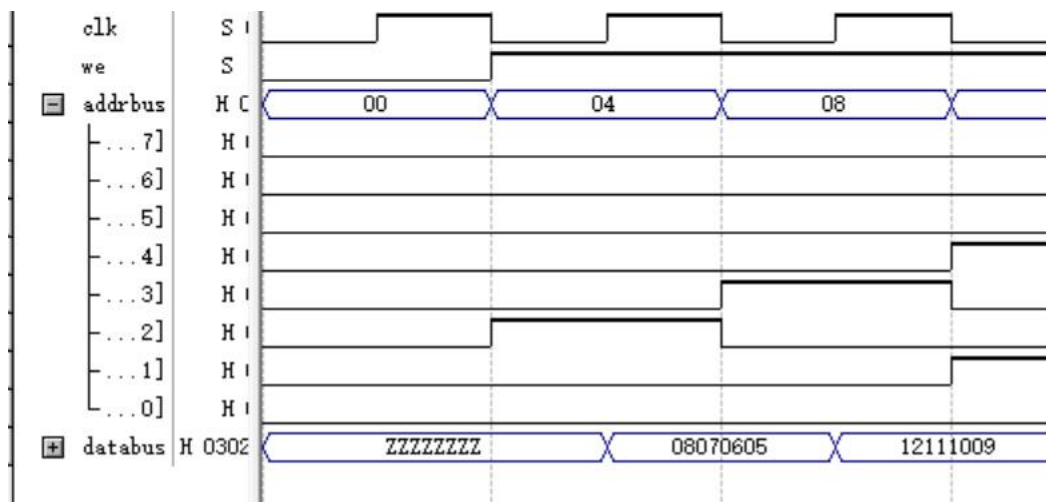 clk S
we S
addrbus H 00 04 08
...7] H
...6] H
...5] H
...4] H
...3] H
...2] H
...1] H
...0] H
databus H 0302 ZZZZZZZZ 08070605 12111009